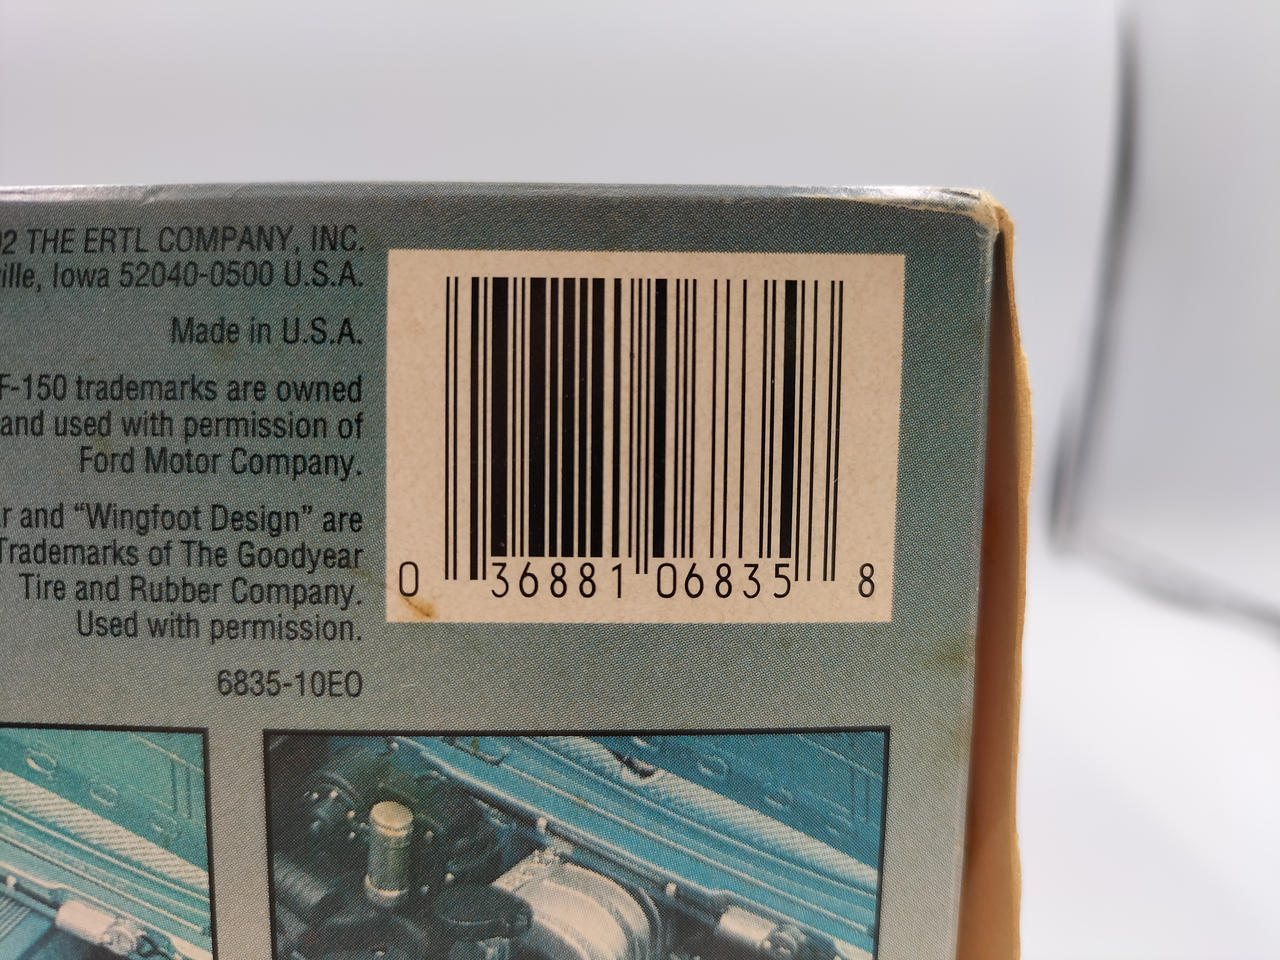 2 THE ERTL COMPANY, INC.
ville, Iowa 52040-0500 U.S.A.
Made in U.S.A.
F-150 trademarks are owned
and used with permission of
Ford Motor Company.
r and “Wingfoot Design” are
Trademarks of The Goodyear
Tire and Rubber Company.
Used with permission.
6835-10EO
0 36881 06835 8